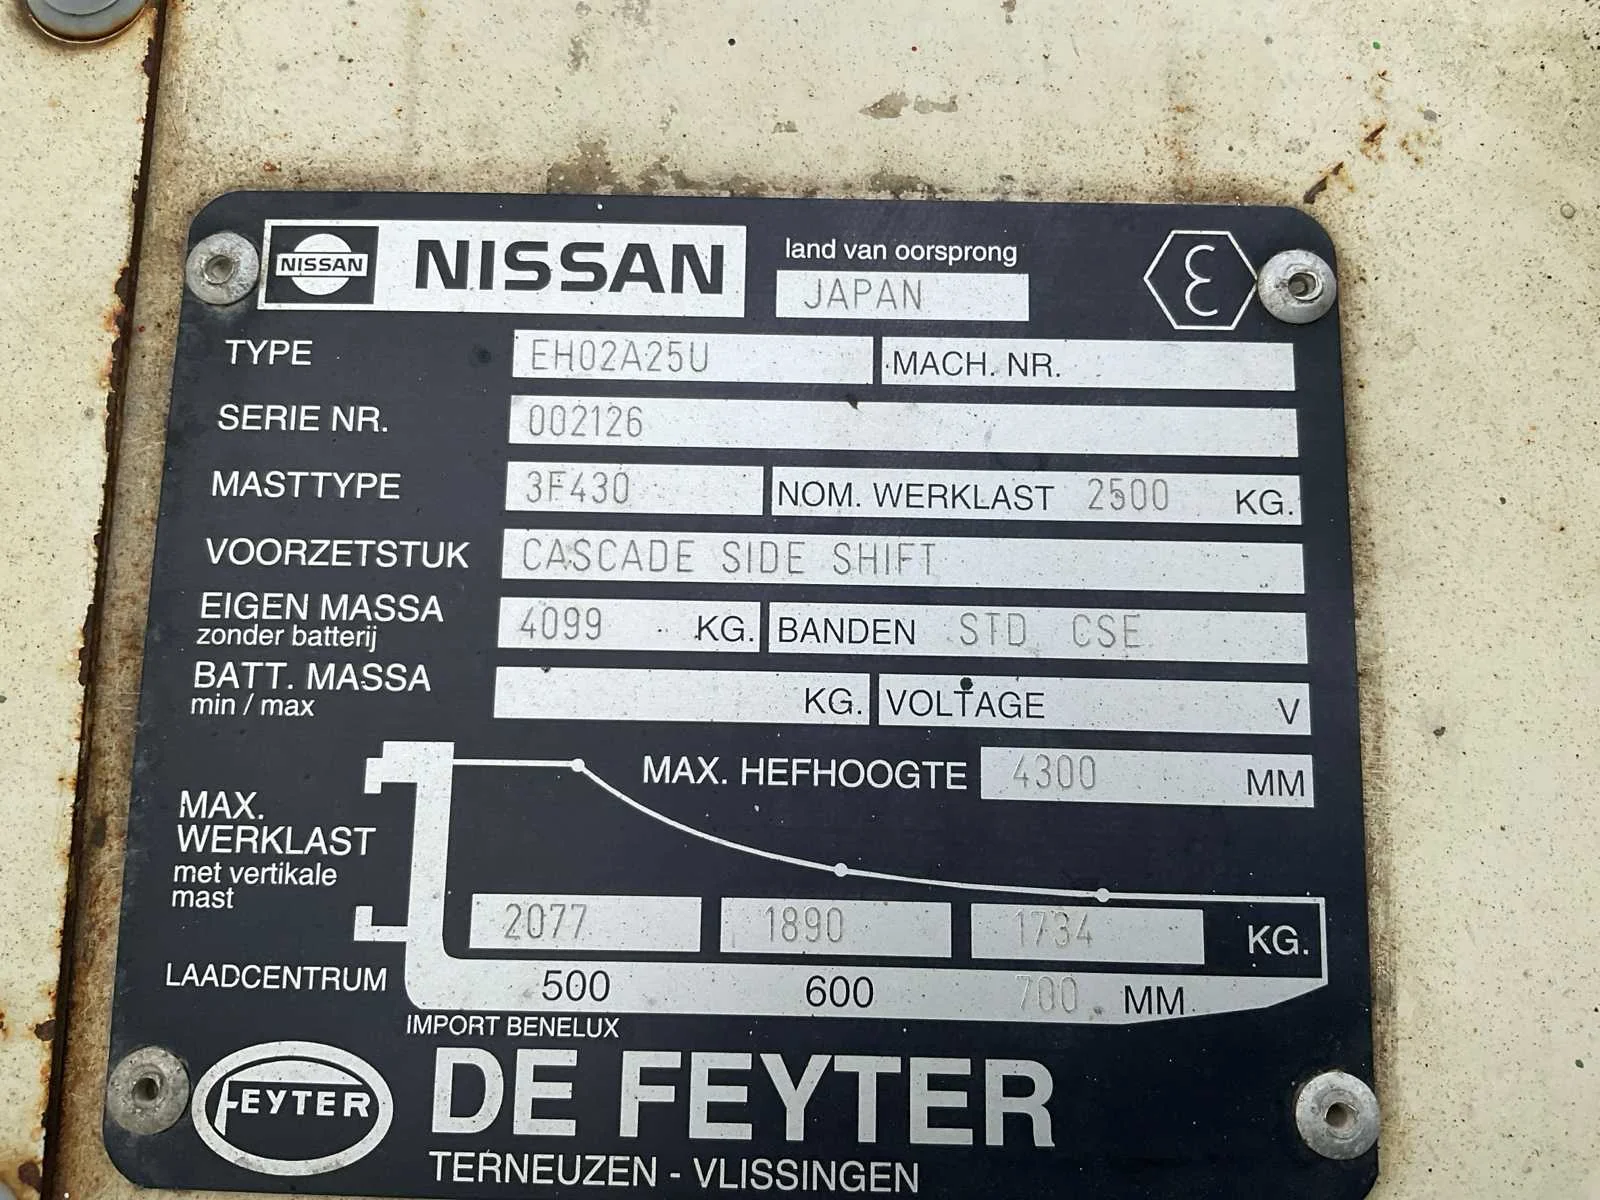 NISSAN NISSAN land van oorsprong
JAPAN
TYPE EH02A25U MACH. NR.
SERIE NR. 002126
MASTTYPE 3F430 NOM. WERKLAST 2500 KG.
VOORZETSTUK CASCADE SIDE SHIFT
EIGEN MASSA 4099 KG. BANDEN STD CSE
zonder batterij
BATT. MASSA KG. VOLTAGE V
min / max
MAX. HEFHOOGTE 4300 MM
MAX.
WERKLAST
met vertikale
mast
2077 1890 1734 KG.
LAADCENTRUM 500 600 700 MM
IMPORT BENELUX
FEYTER DE FEYTER
TERNEUZEN - VLISSINGEN